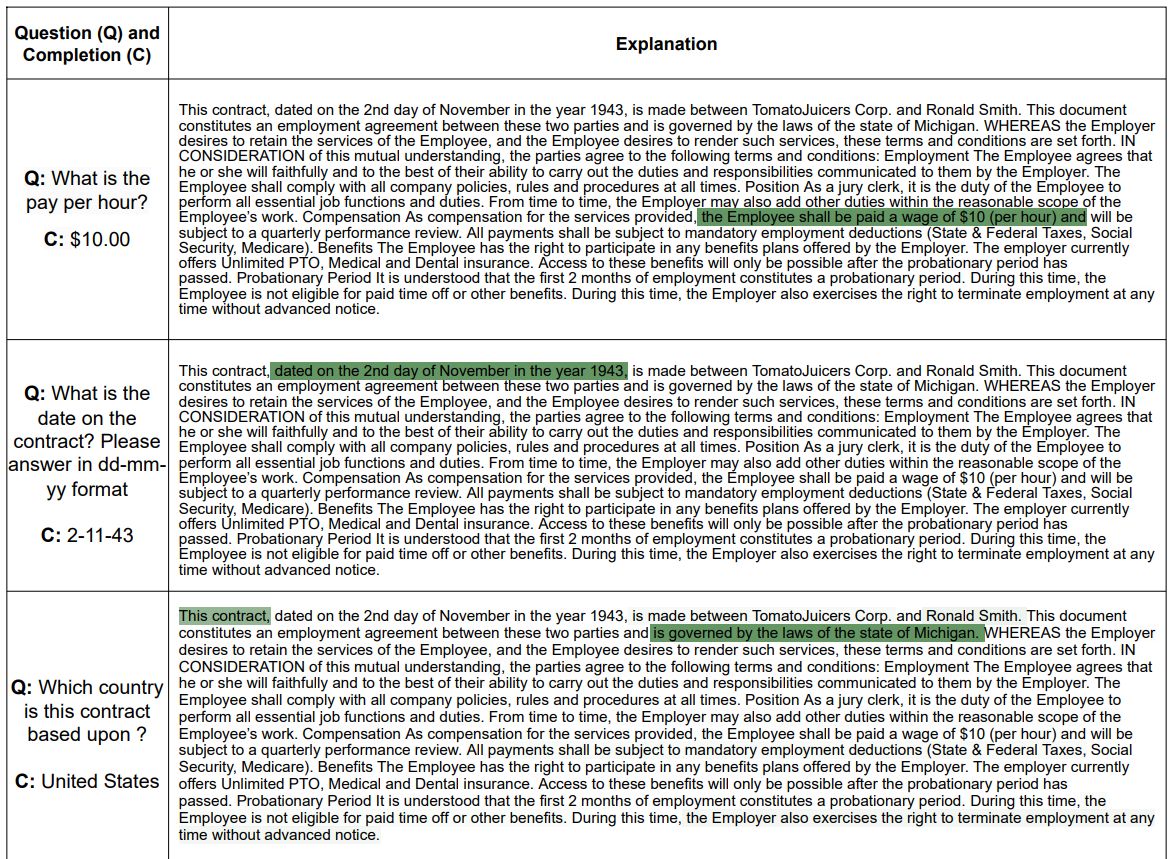 Question (Q) and
Completion (C)
Explanation
Q: What is the
pay per hour?
C: $10.00
This contract, dated on the 2nd day of November in the year 1943, is made between TomatoJuicers Corp. and Ronald Smith. This document
constitutes an employment agreement between these two parties and is governed by the laws of the state of Michigan. WHEREAS the Employer
desires to retain the services of the Employee, and the Employee desires to render such services, these terms and conditions are set forth. IN
CONSIDERATION of this mutual understanding, the parties agree to the following terms and conditions: Employment The Employee agrees that
he or she will faithfully and to the best of their ability to carry out the duties and responsibilities communicated to them by the Employer. The
Employee shall comply with all company policies, rules and procedures at all times. Position As a jury clerk, it is the duty of the Employee to
perform all essential job functions and duties. From time to time, the Employer may also add other duties within the reasonable scope of the
Employee’s work. Compensation As compensation for the services provided, the Employee shall be paid a wage of $10 (per hour) and will be
subject to a quarterly performance review. All payments shall be subject to mandatory employment deductions (State & Federal Taxes, Social
Security, Medicare). Benefits The Employee has the right to participate in any benefits plans offered by the Employer. The employer currently
offers Unlimited PTO, Medical and Dental insurance. Access to these benefits will only be possible after the probationary period has
passed. Probationary Period It is understood that the first 2 months of employment constitutes a probationary period. During this time, the
Employee is not eligible for paid time off or other benefits. During this time, the Employer also exercises the right to terminate employment at any
time without advanced notice.
Q: What is the
date on the
contract? Please
answer in dd-mm-
yy format
C: 2-11-43
This contract, dated on the 2nd day of November in the year 1943, is made between TomatoJuicers Corp. and Ronald Smith. This document
constitutes an employment agreement between these two parties and is governed by the laws of the state of Michigan. WHEREAS the Employer
desires to retain the services of the Employee, and the Employee desires to render such services, these terms and conditions are set forth. IN
CONSIDERATION of this mutual understanding, the parties agree to the following terms and conditions: Employment The Employee agrees that
he or she will faithfully and to the best of their ability to carry out the duties and responsibilities communicated to them by the Employer. The
Employee shall comply with all company policies, rules and procedures at all times. Position As a jury clerk, it is the duty of the Employee to
perform all essential job functions and duties. From time to time, the Employer may also add other duties within the reasonable scope of the
Employee’s work. Compensation As compensation for the services provided, the Employee shall be paid a wage of $10 (per hour) and will be
subject to a quarterly performance review. All payments shall be subject to mandatory employment deductions (State & Federal Taxes, Social
Security, Medicare). Benefits The Employee has the right to participate in any benefits plans offered by the Employer. The employer currently
offers Unlimited PTO, Medical and Dental insurance. Access to these benefits will only be possible after the probationary period has
passed. Probationary Period It is understood that the first 2 months of employment constitutes a probationary period. During this time, the
Employee is not eligible for paid time off or other benefits. During this time, the Employer also exercises the right to terminate employment at any
time without advanced notice.
Q: Which country
is this contract
based upon ?
C: United States
This contract, dated on the 2nd day of November in the year 1943, is made between TomatoJuicers Corp. and Ronald Smith. This document
constitutes an employment agreement between these two parties and is governed by the laws of the state of Michigan. WHEREAS the Employer
desires to retain the services of the Employee, and the Employee desires to render such services, these terms and conditions are set forth. IN
CONSIDERATION of this mutual understanding, the parties agree to the following terms and conditions: Employment The Employee agrees that
he or she will faithfully and to the best of their ability to carry out the duties and responsibilities communicated to them by the Employer. The
Employee shall comply with all company policies, rules and procedures at all times. Position As a jury clerk, it is the duty of the Employee to
perform all essential job functions and duties. From time to time, the Employer may also add other duties within the reasonable scope of the
Employee’s work. Compensation As compensation for the services provided, the Employee shall be paid a wage of $10 (per hour) and will be
subject to a quarterly performance review. All payments shall be subject to mandatory employment deductions (State & Federal Taxes, Social
Security, Medicare). Benefits The Employee has the right to participate in any benefits plans offered by the Employer. The employer currently
offers Unlimited PTO, Medical and Dental insurance. Access to these benefits will only be possible after the probationary period has
passed. Probationary Period It is understood that the first 2 months of employment constitutes a probationary period. During this time, the
Employee is not eligible for paid time off or other benefits. During this time, the Employer also exercises the right to terminate employment at any
time without advanced notice.